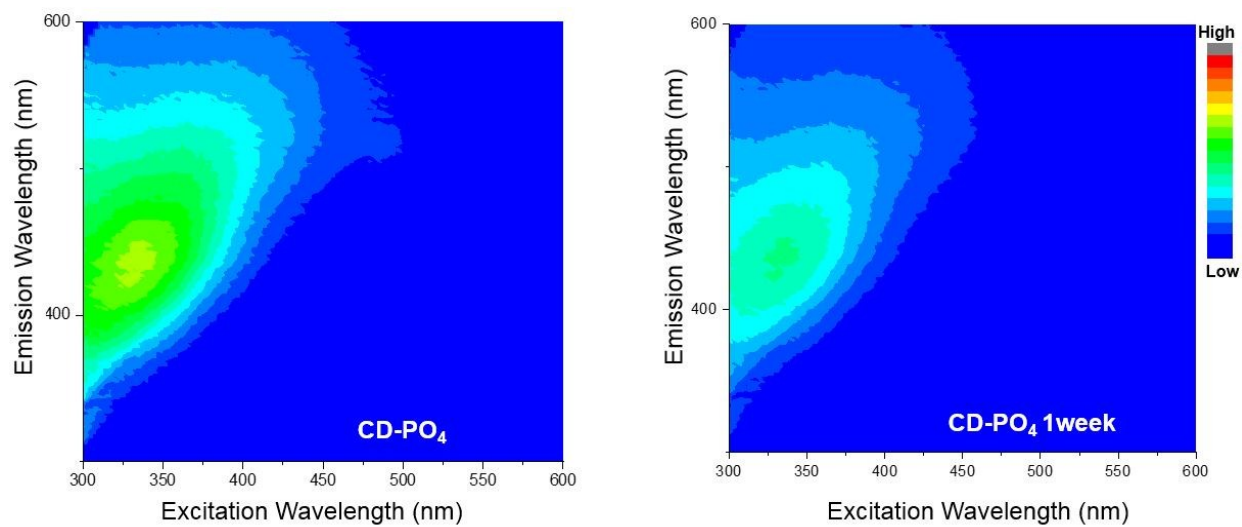 600
400
Emission Wavelength (nm)
CD-PO₄
300 350 400 450 500 550 600
Excitation Wavelength (nm)
600
400
Emission Wavelength (nm)
CD-PO₄ 1week
300 350 400 450 500 550 600
Excitation Wavelength (nm)
High
Low